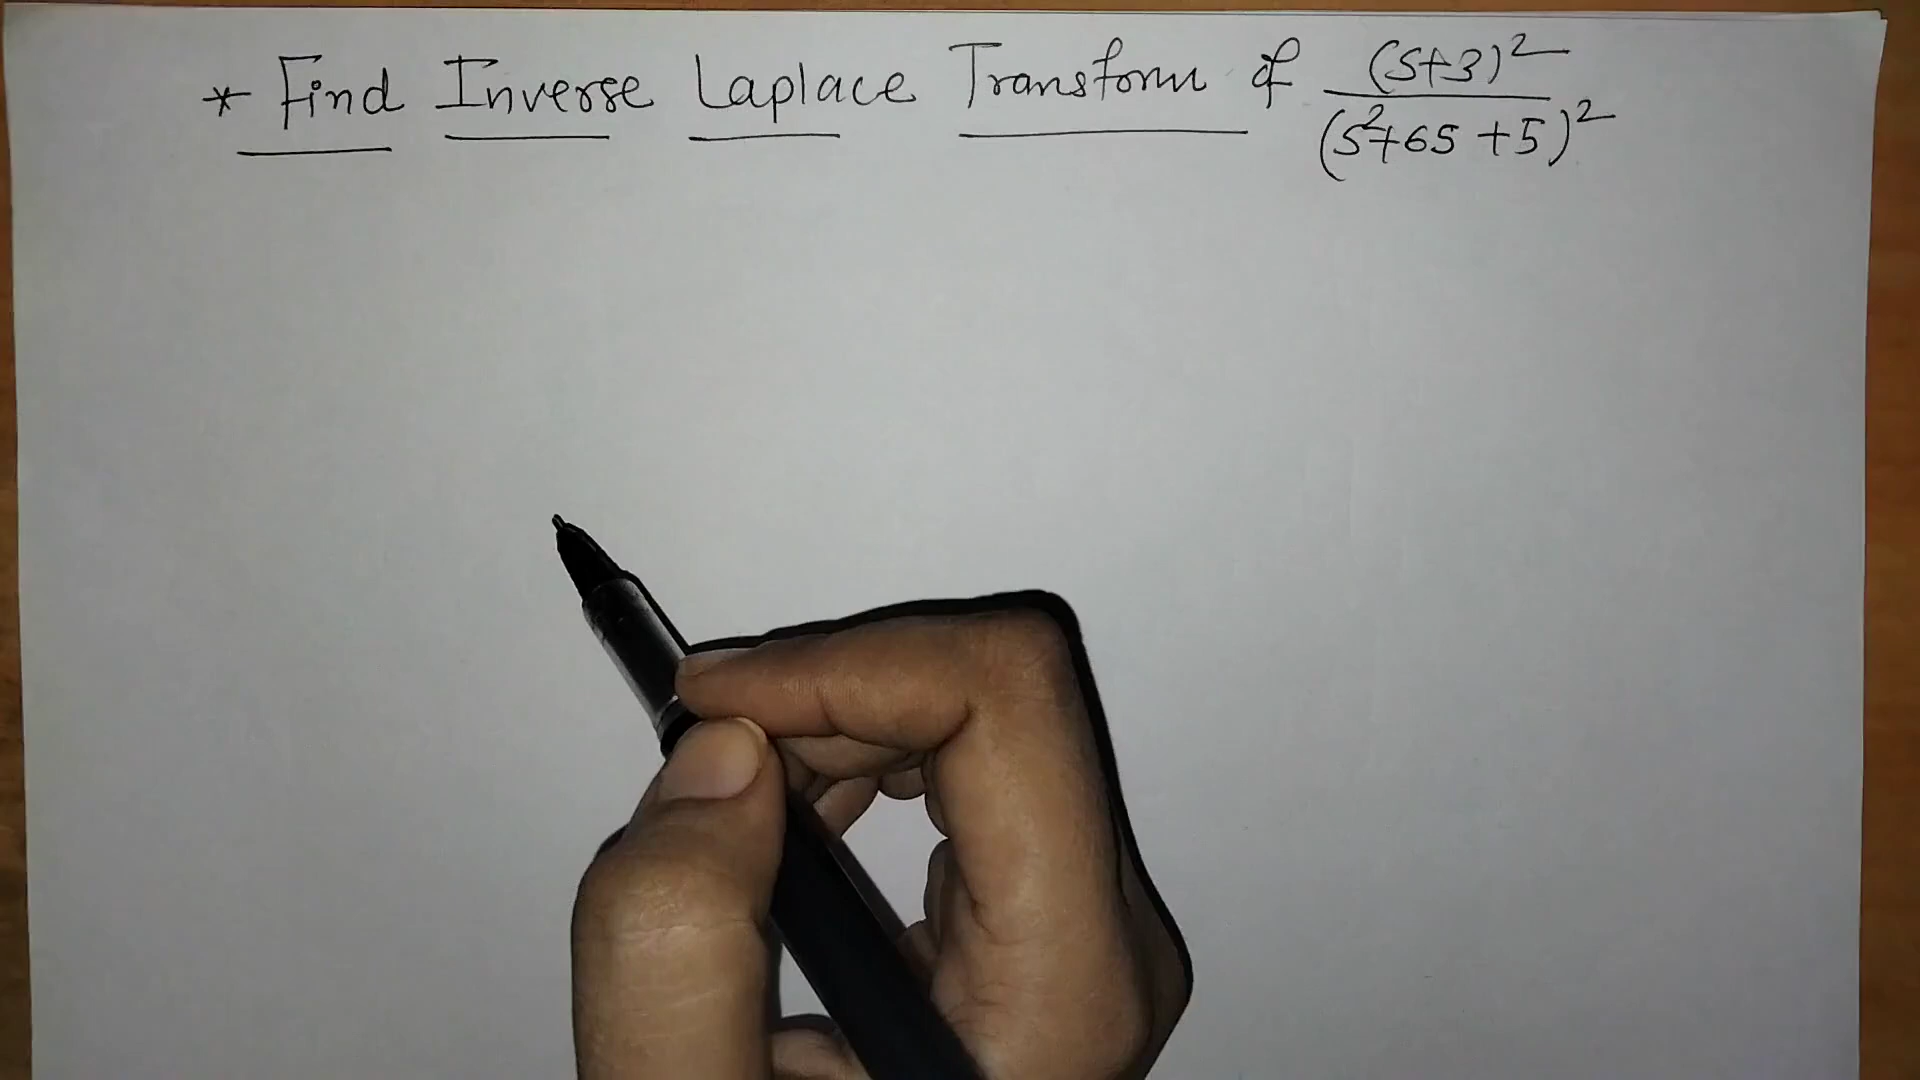 * Find Inverse Laplace Transform of (s+3)²/(s²+6s+5)²